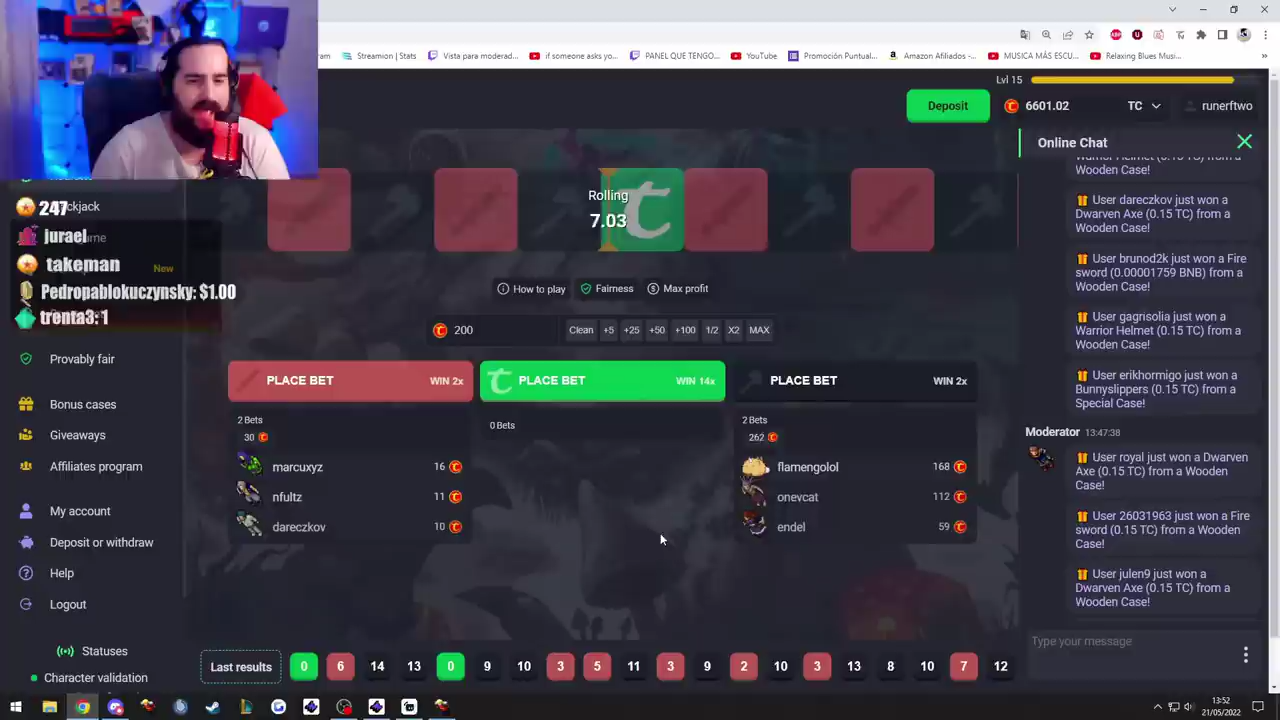 ram
Streamion | Stats
Vista para moderad...
if someone asks yo...
PANEL QUE TENGO...
YouTube
Promoción Puntual...
Amazon Afiliados –...
MUSICA MÁS ESCU...
Relaxing Blues Musi...
»
Lvl 15
Deposit
6601.02
TC
runerftwo
Online Chat
Warrior Helmet (0.15 TC) from a
Wooden Case!
User dareczkov just won a
Dwarven Axe (0.15 TC) from a
Wooden Case!
User brunod2k just won a Fire
sword (0.00001759 BNB) from a
Wooden Case!
User gagrisolia just won a
Warrior Helmet (0.15 TC) from a
Wooden Case!
User erikhormigo just won a
Bunnyslippers (0.15 TC) from a
Special Case!
Moderator 13:47:38
User royal just won a Dwarven
Axe (0.15 TC) from a Wooden
Case!
User 26031963 just won a Fire
sword (0.15 TC) from a Wooden
Case!
User julen9 just won a
Dwarven Axe (0.15 TC) from a
Wooden Case!
Type your message
247
ckjack
jurael
ame
takeman
New
Pedropablokuczynsky: $1.00
trenta3: 1
Provably fair
Bonus cases
Giveaways
Affiliates program
My account
Deposit or withdraw
Help
Logout
Statuses
Character validation
Rolling
7.03
How to play
Fairness
Max profit
200
Clean
+5
+25
+50
+100
1/2
X2
MAX
PLACE BET
WIN 2x
PLACE BET
WIN 14x
PLACE BET
WIN 2x
2 Bets
30
marcuxyz 16
nfultz 11
dareczkov 10
0 Bets
2 Bets
262
flamengolol 168
onevcat 112
endel 59
Last results
0 6 14 13 0 9 10 3 5 11 3 9 2 10 3 13 8 10 7 12
13:52
21/05/2022